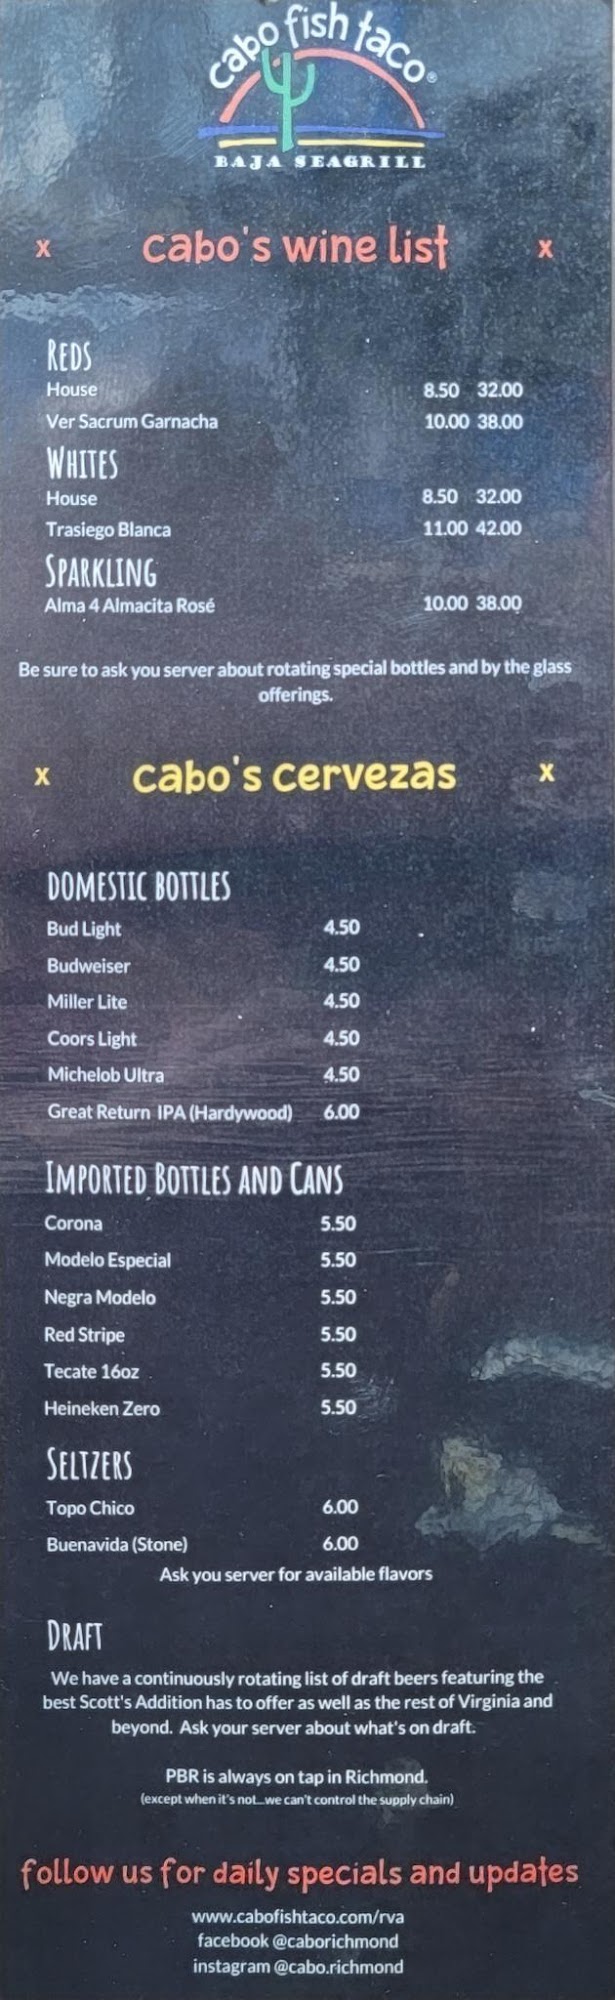 cabo fish taco®
BAJA SEAGRILL
x cabo's wine list x
REDS
House 8.50 32.00
Ver Sacrum Garnacha 10.00 38.00
WHITES
House 8.50 32.00
Trasiego Blanca 11.00 42.00
SPARKLING
Alma 4 Almacita Rosé 10.00 38.00
Be sure to ask you server about rotating special bottles and by the glass
offerings.
x cabo's cervezas x
DOMESTIC BOTTLES
Bud Light 4.50
Budweiser 4.50
Miller Lite 4.50
Coors Light 4.50
Michelob Ultra 4.50
Great Return IPA (Hardywood) 6.00
IMPORTED BOTTLES AND CANS
Corona 5.50
Modelo Especial 5.50
Negra Modelo 5.50
Red Stripe 5.50
Tecate 16oz 5.50
Heineken Zero 5.50
SELTZERS
Topo Chico 6.00
Buenavida (Stone) 6.00
Ask you server for available flavors
DRAFT
We have a continuously rotating list of draft beers featuring the
best Scott's Addition has to offer as well as the rest of Virginia and
beyond. Ask your server about what's on draft.
PBR is always on tap in Richmond.
(except when it's not...we can't control the supply chain)
follow us for daily specials and updates
www.cabofishtaco.com/rva
facebook @caborichmond
instagram @cabo.richmond